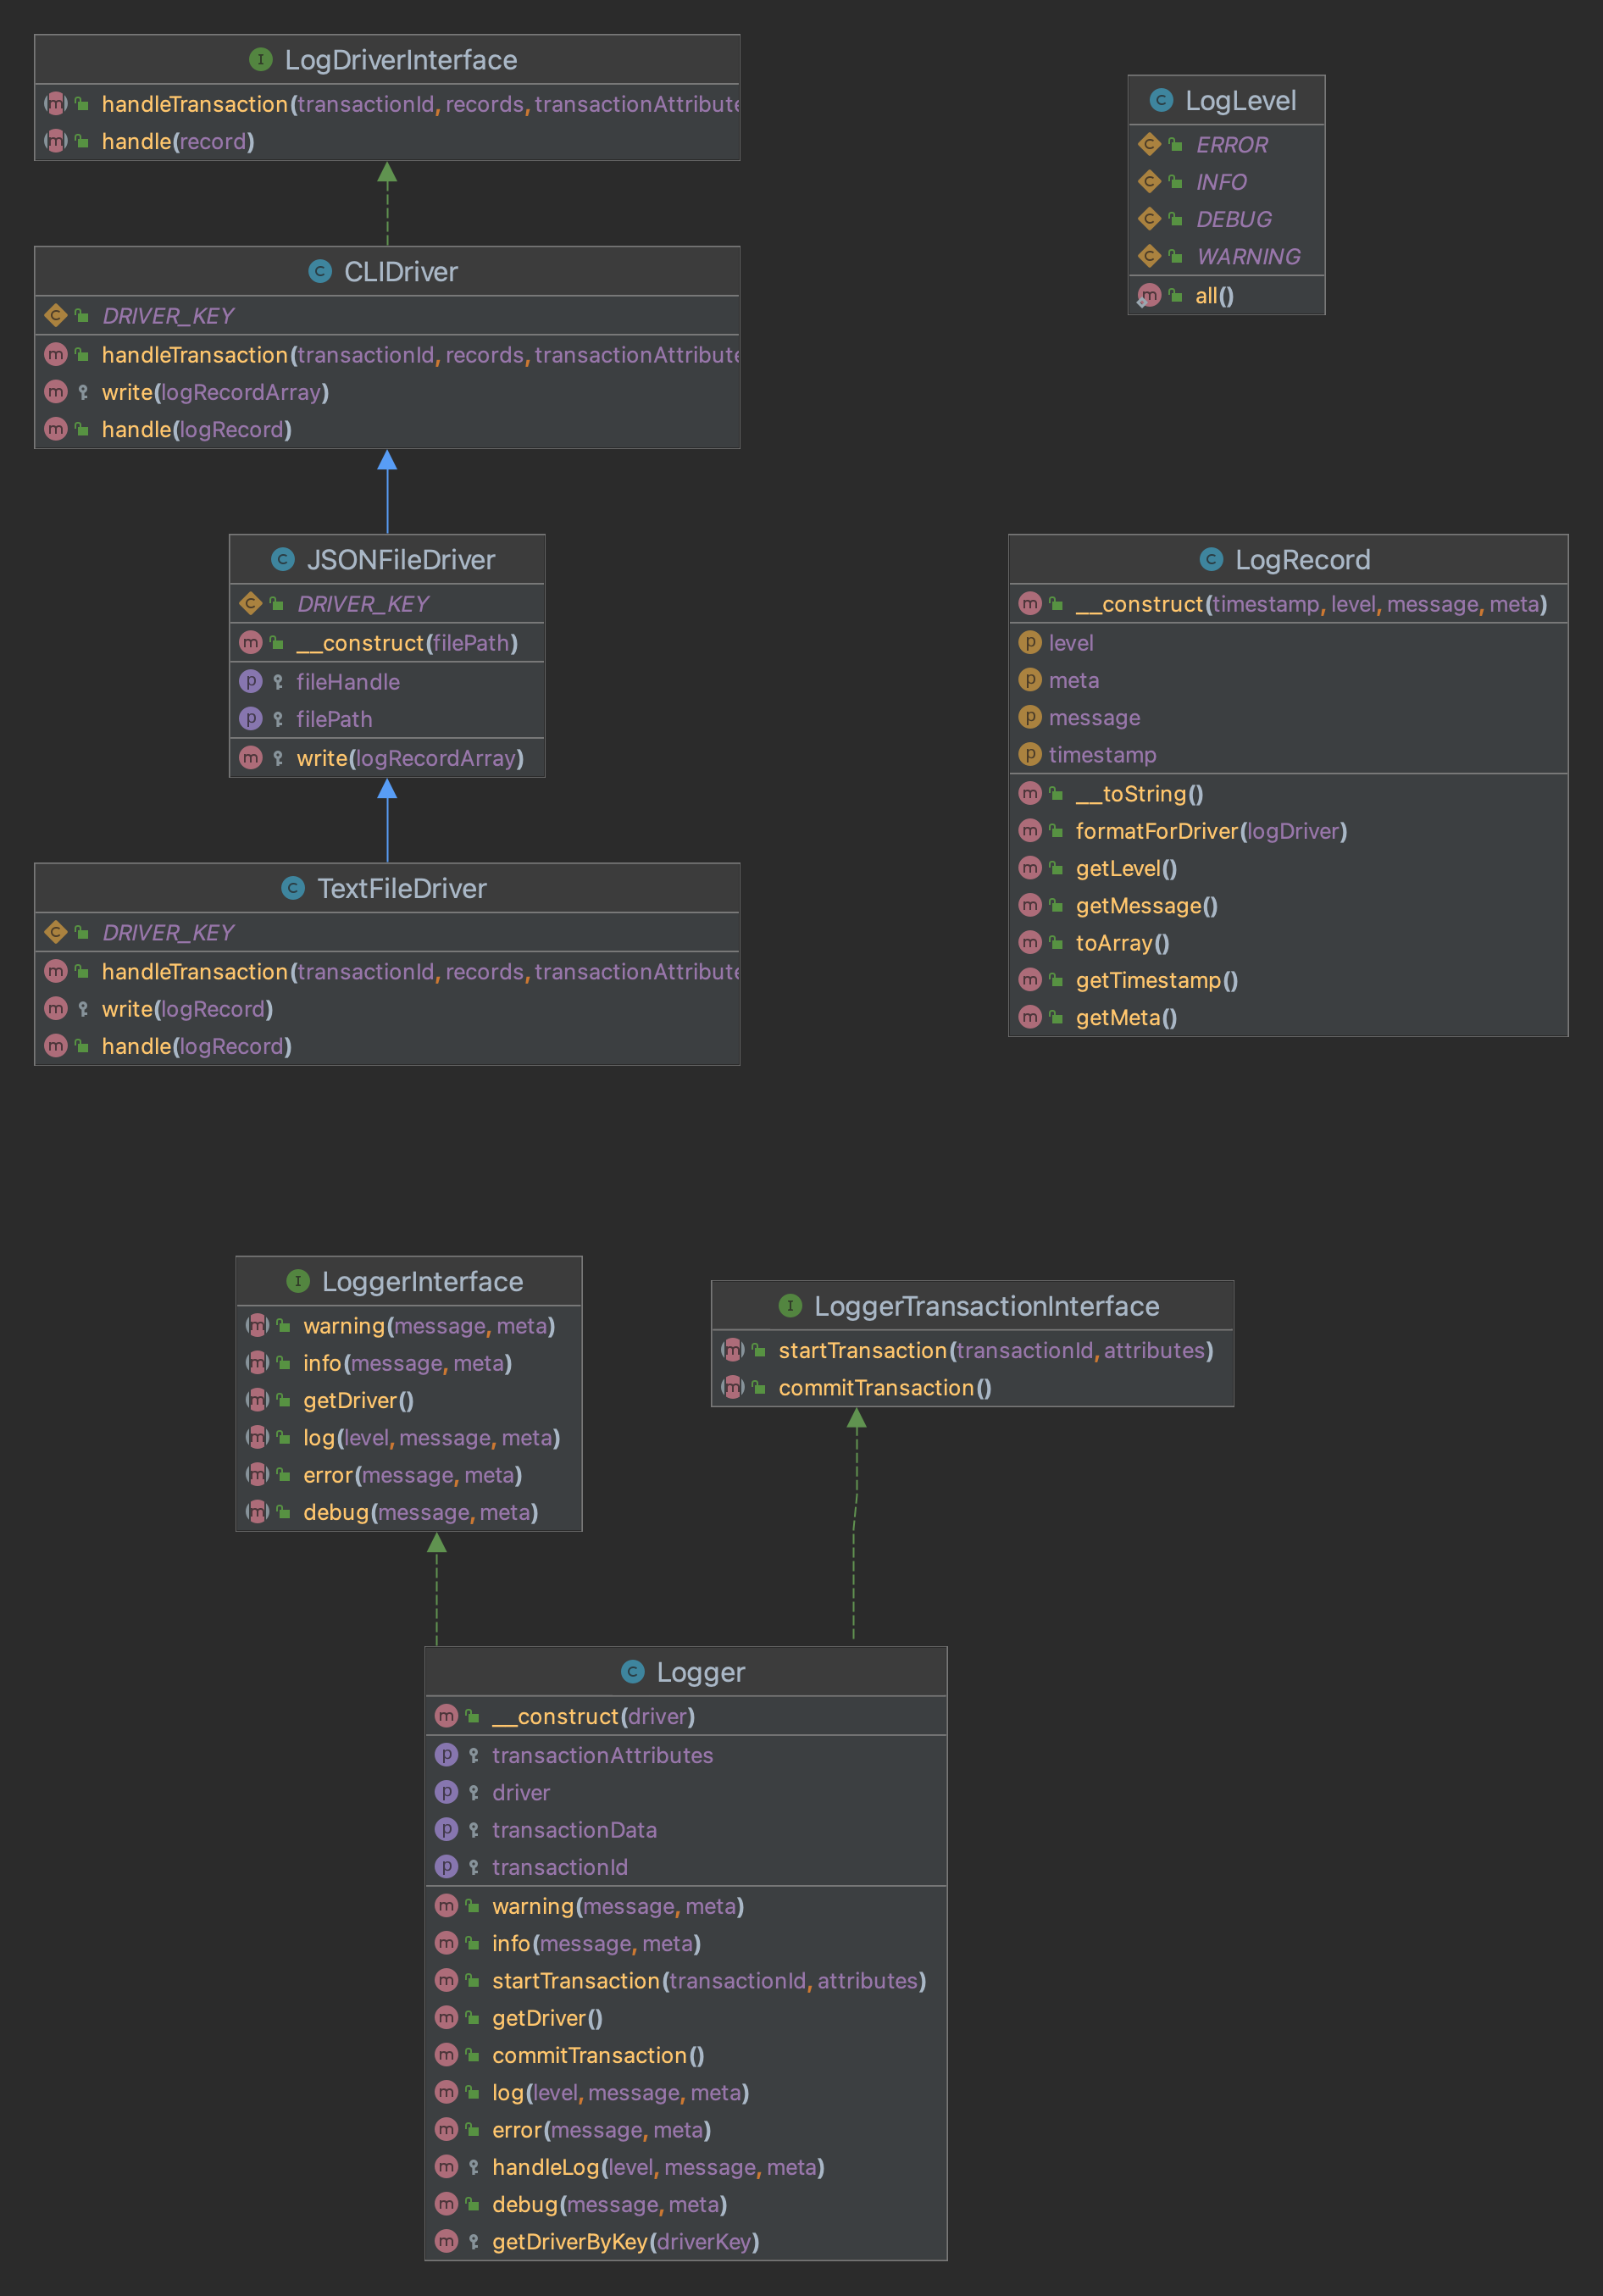 LogDriverInterface
handleTransaction(transactionId, records, transactionAttribute
handle(record)
CLIDriver
DRIVER_KEY
handleTransaction(transactionId, records, transactionAttribute
write(logRecordArray)
handle(logRecord)
JSONFileDriver
DRIVER_KEY
__construct(filePath)
fileHandle
filePath
write(logRecordArray)
TextFileDriver
DRIVER_KEY
handleTransaction(transactionId, records, transactionAttribute
write(logRecord)
handle(logRecord)
LogLevel
ERROR
INFO
DEBUG
WARNING
all()
LogRecord
__construct(timestamp, level, message, meta)
level
meta
message
timestamp
__toString()
formatForDriver(logDriver)
getLevel()
getMessage()
toArray()
getTimestamp()
getMeta()
LoggerInterface
warning(message, meta)
info(message, meta)
getDriver()
log(level, message, meta)
error(message, meta)
debug(message, meta)
LoggerTransactionInterface
startTransaction(transactionId, attributes)
commitTransaction()
Logger
__construct(driver)
transactionAttributes
driver
transactionData
transactionId
warning(message, meta)
info(message, meta)
startTransaction(transactionId, attributes)
getDriver()
commitTransaction()
log(level, message, meta)
error(message, meta)
handleLog(level, message, meta)
debug(message, meta)
getDriverByKey(driverKey)